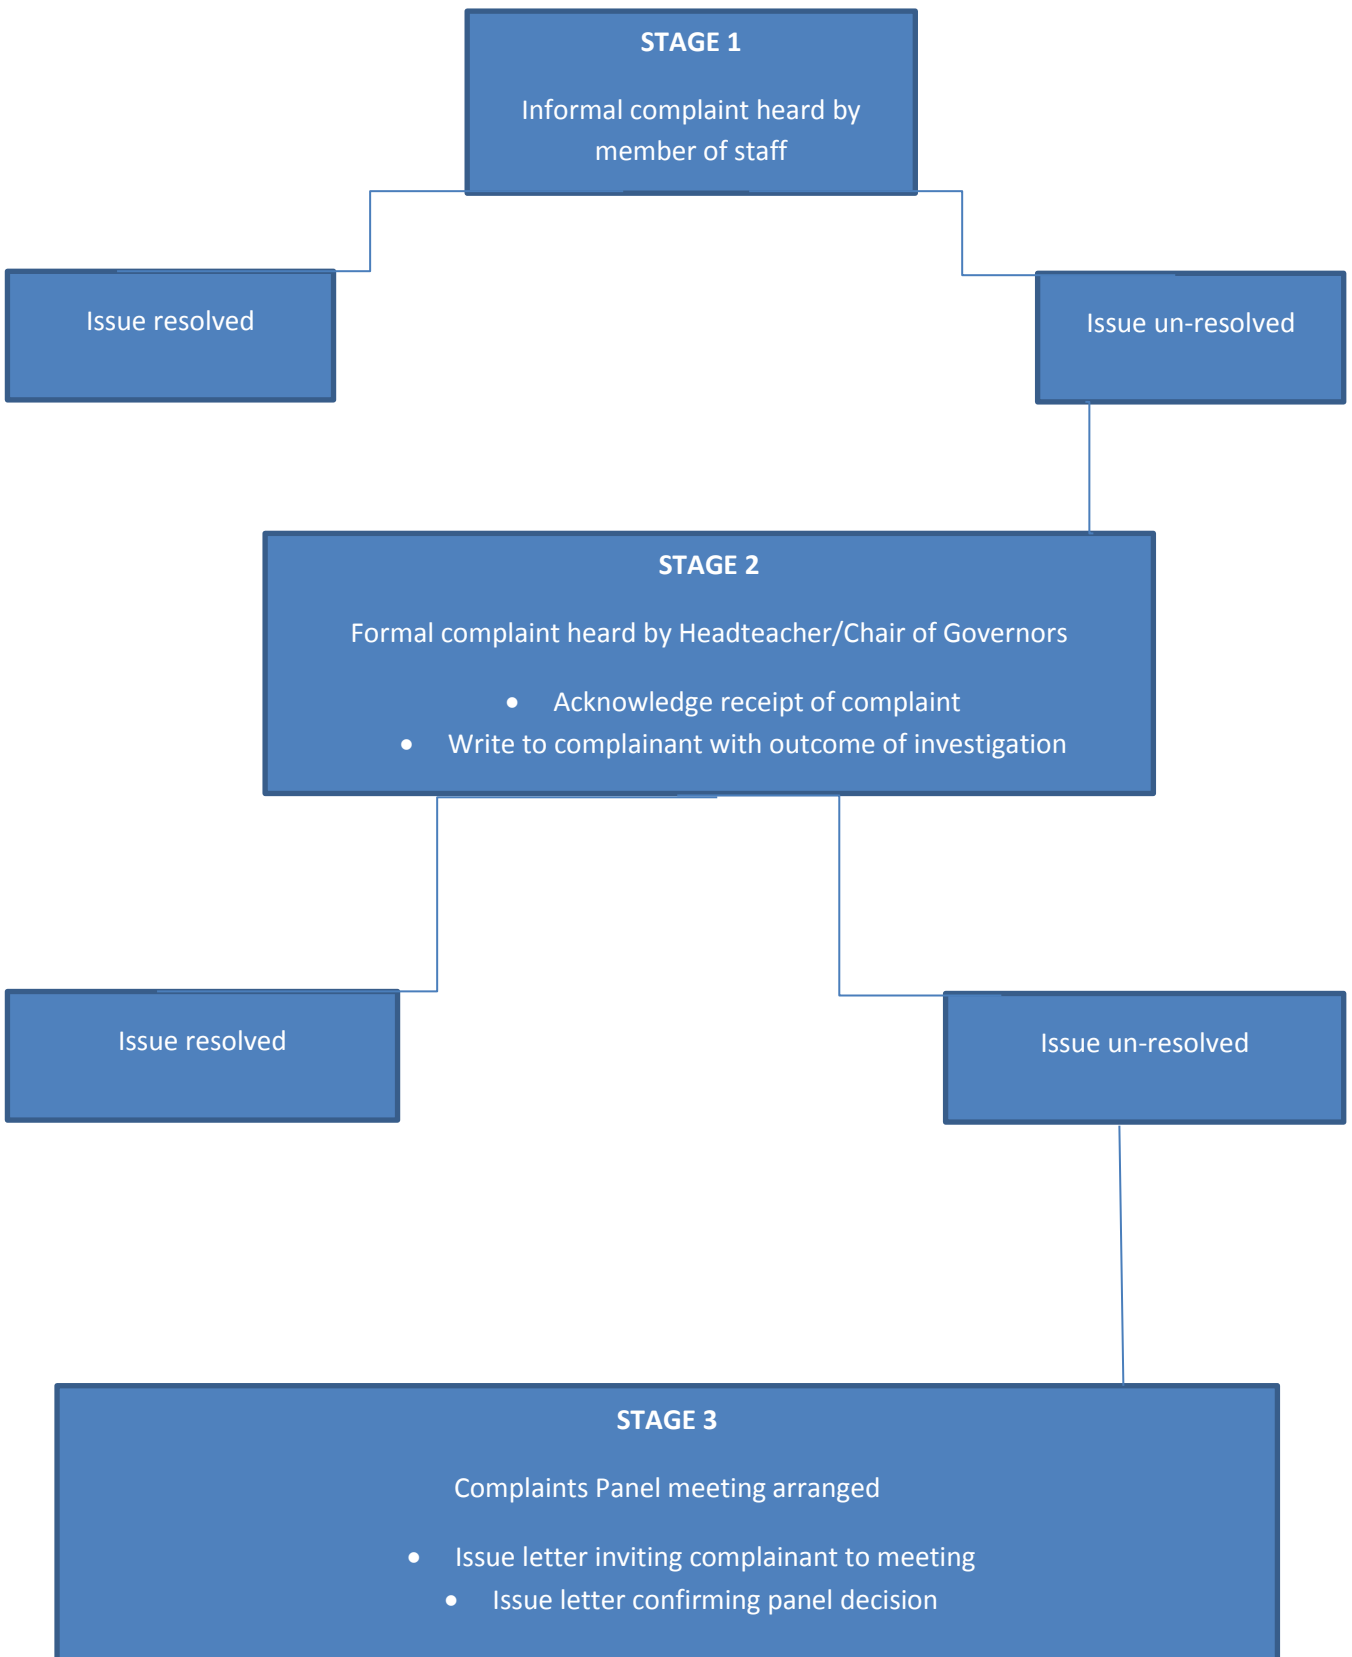 STAGE 1
Informal complaint heard by
member of staff
Issue resolved
Issue un-resolved
STAGE 2
Formal complaint heard by Headteacher/Chair of Governors
• Acknowledge receipt of complaint
• Write to complainant with outcome of investigation
Issue resolved
Issue un-resolved
STAGE 3
Complaints Panel meeting arranged
• Issue letter inviting complainant to meeting
• Issue letter confirming panel decision